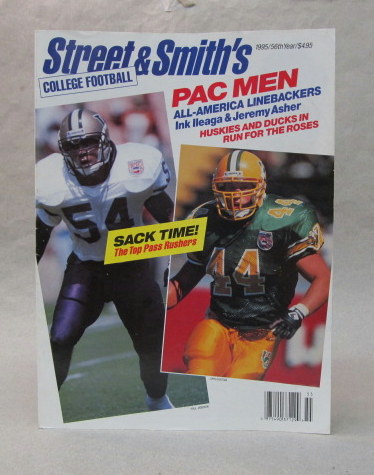 Street & Smith's
COLLEGE FOOTBALL
1995/56th Year/$4.95
PAC MEN
ALL-AMERICA LINEBACKERS
Ink Ileaga & Jeremy Asher
HUSKIES AND DUCKS IN
RUN FOR THE ROSES
54
SACK TIME!
The Top Pass Rushers
44
44